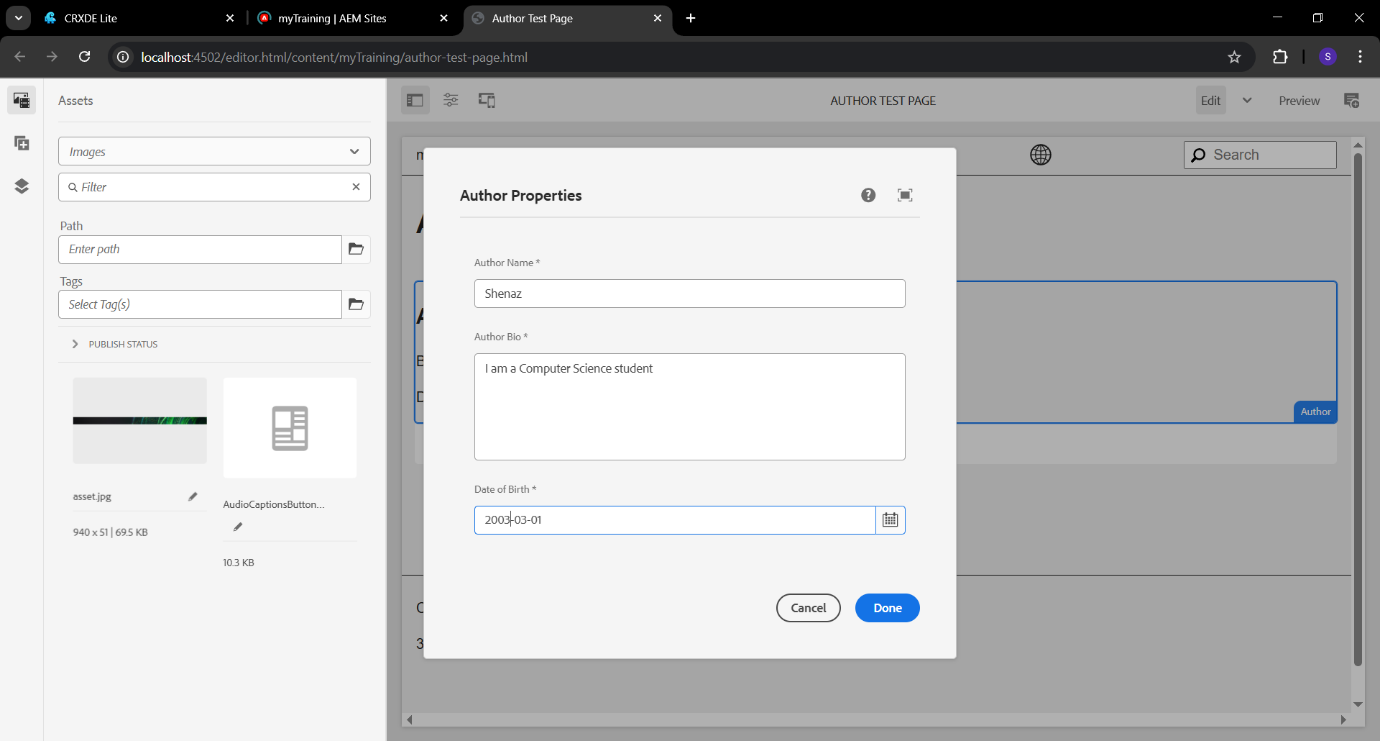 CRXDE Lite
myTraining | AEM Sites
Author Test Page
localhost:4502/editor.html/content/myTraining/author-test-page.html
S
Assets
Images
Filter
Path
Enter path
Tags
Select Tag(s)
PUBLISH STATUS
asset.jpg
940 x 51 | 69.5 KB
AudioCaptionsButton...
10.3 KB
AUTHOR TEST PAGE
Edit
Preview
Search
Author
Author Properties
Author Name *
Shenaz
Author Bio *
I am a Computer Science student
Date of Birth *
2003-03-01
Cancel
Done